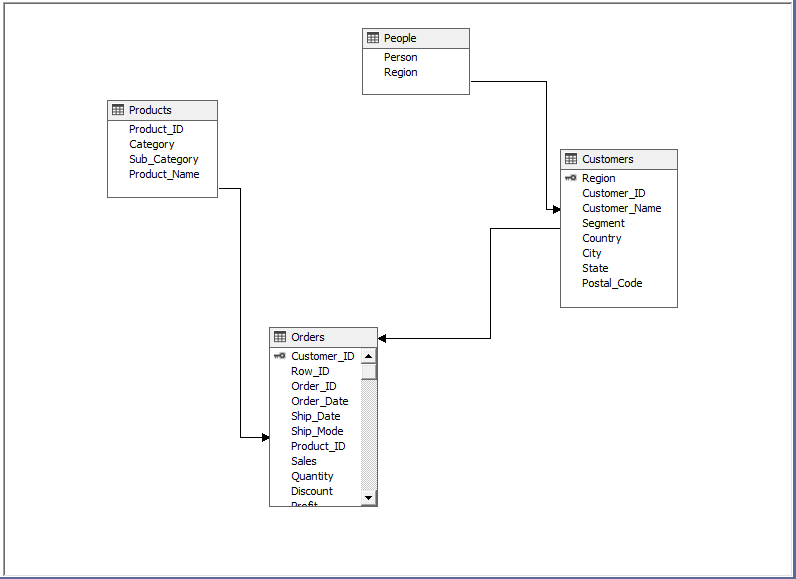 People
Person
Region
Products
Product_ID
Category
Sub_Category
Product_Name
Customers
Region
Customer_ID
Customer_Name
Segment
Country
City
State
Postal_Code
Orders
Customer_ID
Row_ID
Order_ID
Order_Date
Ship_Date
Ship_Mode
Product_ID
Sales
Quantity
Discount
Profit